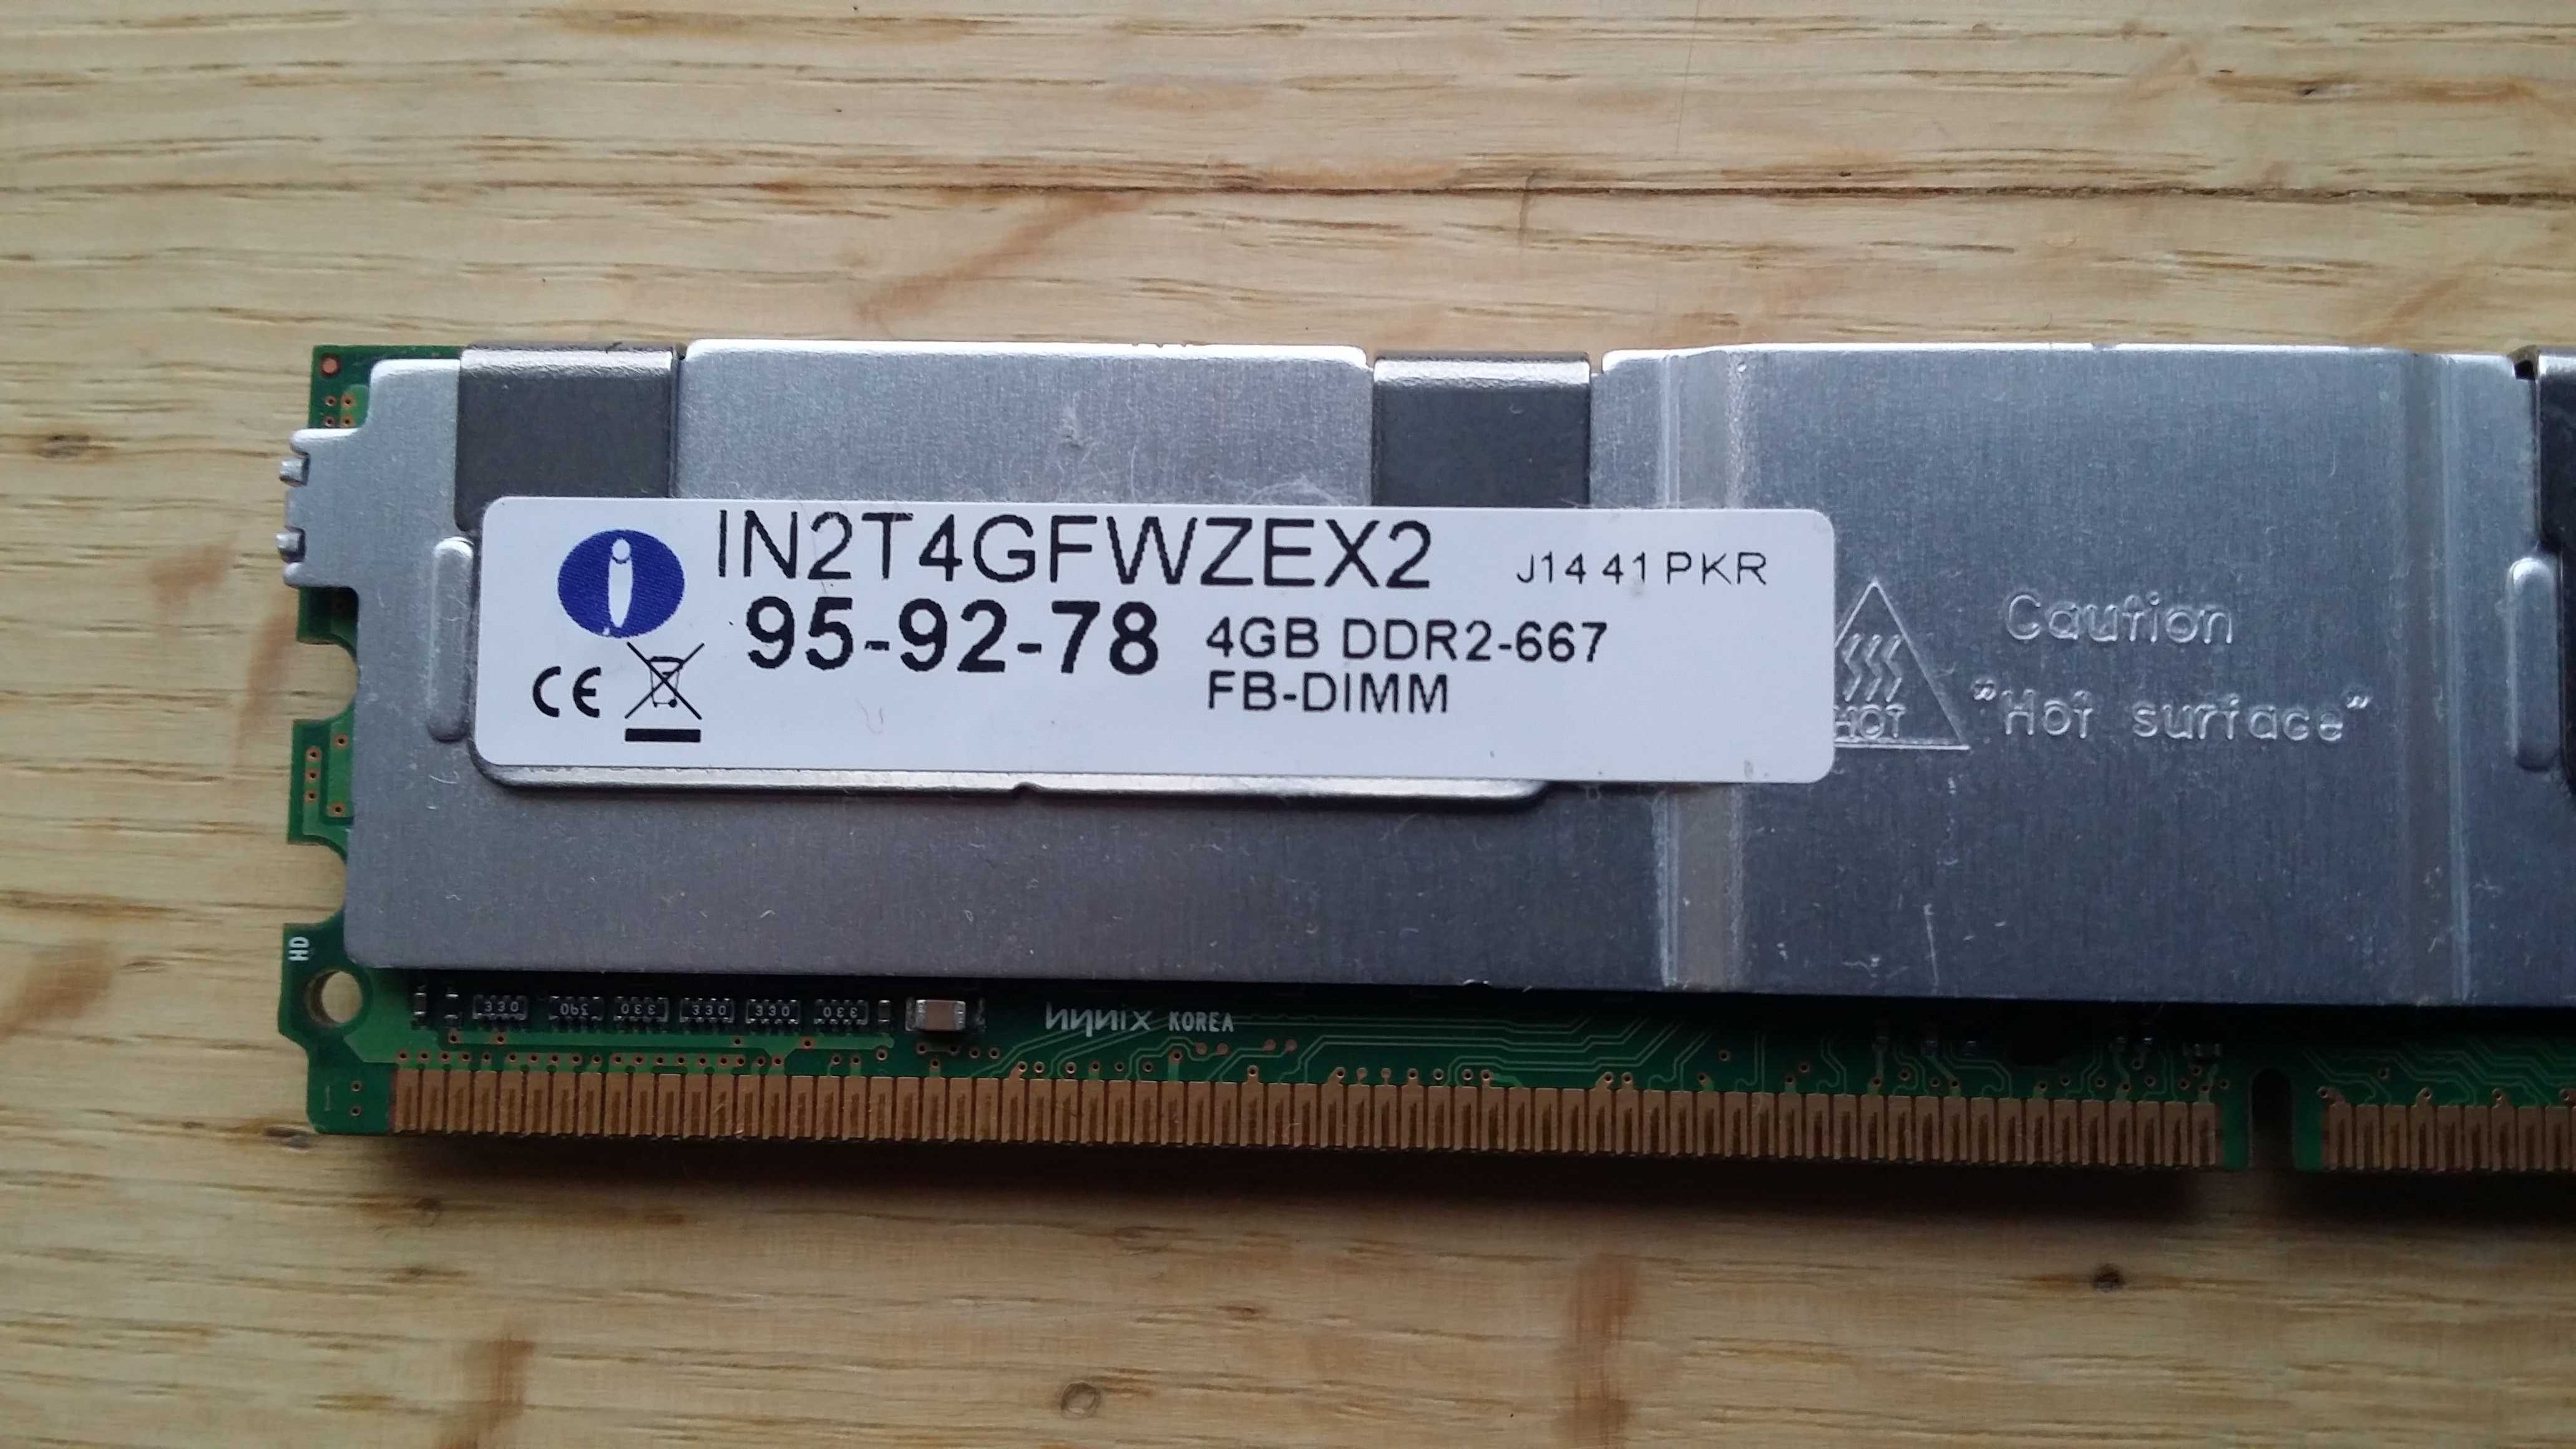 IN2T4GFWZEX2 J14 41 PKR
95-92-78 4GB DDR2-667
FB-DIMM
CE
Caution
"Hot surface"
HOT
HD
330 390 330 330 330 330
hynix KOREA